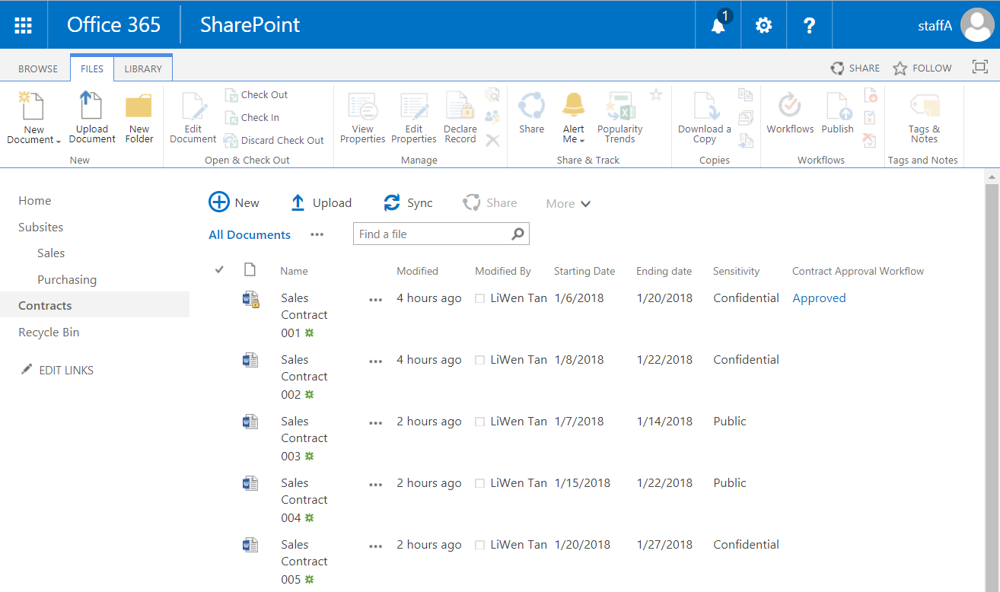 Office 365 SharePoint 1 ? staffA
BROWSE FILES LIBRARY SHARE FOLLOW
New Document
Upload Document
New Folder
New
Edit Document
Check Out
Check In
Discard Check Out
Open & Check Out
View Properties
Edit Properties
Declare Record
Manage
Share
Alert Me
Popularity Trends
Share & Track
Download a Copy
Copies
Workflows
Publish
Workflows
Tags & Notes
Tags and Notes
Home
Subsites
Sales
Purchasing
Contracts
Recycle Bin
EDIT LINKS
New Upload Sync Share More
All Documents ••• Find a file
Name Modified Modified By Starting Date Ending date Sensitivity Contract Approval Workflow
Sales Contract 001 ••• 4 hours ago LiWen Tan 1/6/2018 1/20/2018 Confidential Approved
Sales Contract 002 ••• 4 hours ago LiWen Tan 1/8/2018 1/22/2018 Confidential
Sales Contract 003 ••• 2 hours ago LiWen Tan 1/7/2018 1/14/2018 Public
Sales Contract 004 ••• 2 hours ago LiWen Tan 1/15/2018 1/22/2018 Public
Sales Contract 005 ••• 2 hours ago LiWen Tan 1/20/2018 1/27/2018 Confidential